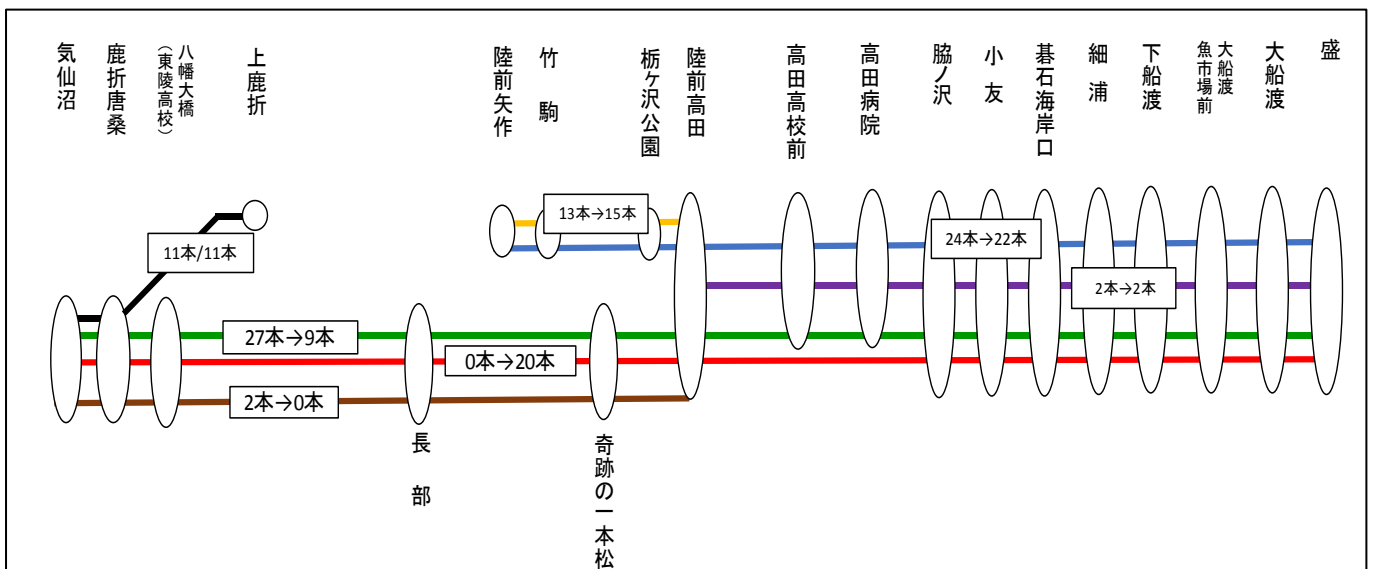 気仙沼
鹿折唐桑
八幡大橋
（東陵高校）
上鹿折
陸前矢作
竹駒
栃ヶ沢公園
陸前高田
高田高校前
高田病院
脇ノ沢
小友
碁石海岸口
細浦
下船渡
大船渡
魚市場前
大船渡
盛
13本→15本
11本/11本
24本→22本
2本→2本
27本→9本
0本→20本
2本→0本
長部
奇跡の一本松